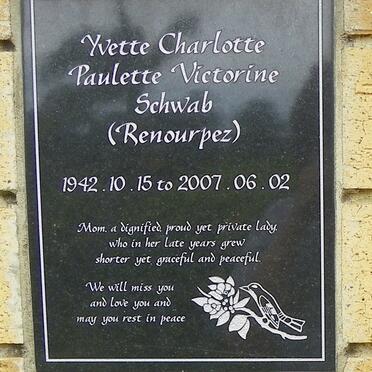 Yvette Charlotte
Paulette Victorine
Schwab
(Renourpez)
1942 . 10 . 15 to 2007 . 06 . 02
Mom, a dignified, proud yet private lady,
who in her late years grew
shorter yet graceful and peaceful.
We will miss you
and love you and
may you rest in peace